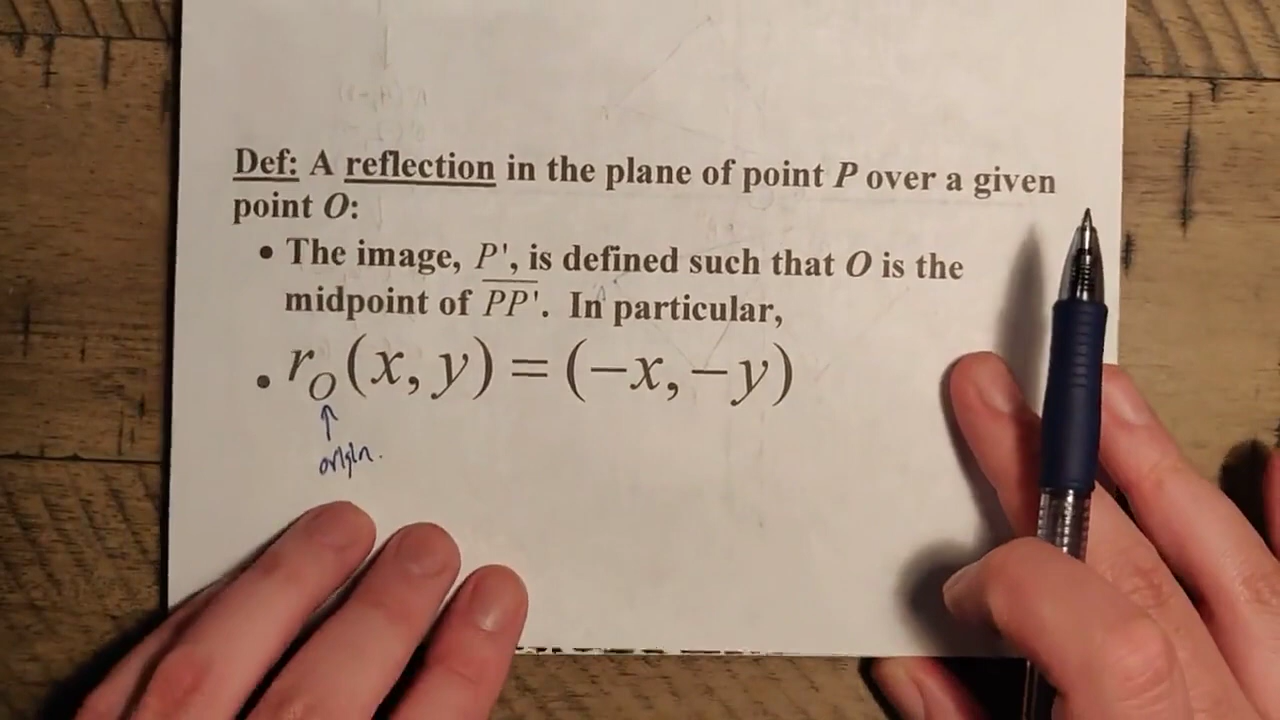 Def: A reflection in the plane of point P over a given
point O:
• The image, P', is defined such that O is the
midpoint of PP'. In particular,
• r_O(x, y) = (−x, −y)
↑
origin.